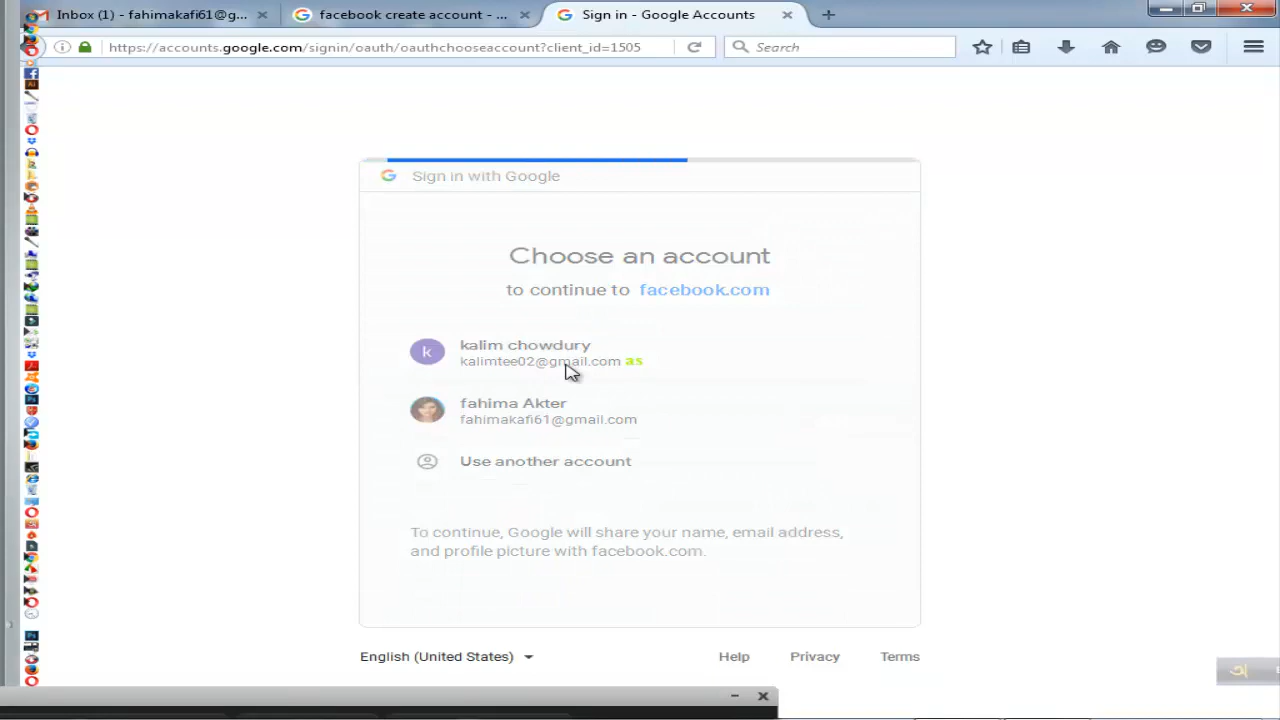 Inbox (1) - fahimakafi61@g...
facebook create account - ...
Sign in - Google Accounts
https://accounts.google.com/signin/oauth/oauthchooseaccount?client_id=1505
Search
Sign in with Google
Choose an account
to continue to facebook.com
k
kalim chowdury
kalimtee02@gmail.com as
fahima Akter
fahimakafi61@gmail.com
Use another account
To continue, Google will share your name, email address,
and profile picture with facebook.com.
English (United States)
Help
Privacy
Terms